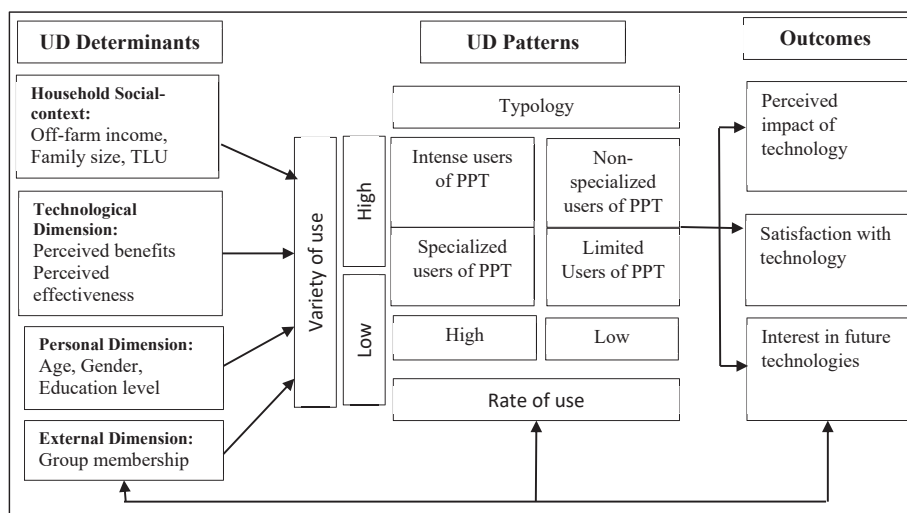 UD Determinants
Household Social-
context:
Off-farm income,
Family size, TLU
Technological
Dimension:
Perceived benefits
Perceived
effectiveness
Personal Dimension:
Age, Gender,
Education level
External Dimension:
Group membership
UD Patterns
Variety of use
High
Low
Typology
Intense users
of PPT
Non-
specialized
users of PPT
Specialized
users of PPT
Limited
Users of PPT
High
Low
Rate of use
Outcomes
Perceived
impact of
technology
Satisfaction with
technology
Interest in future
technologies